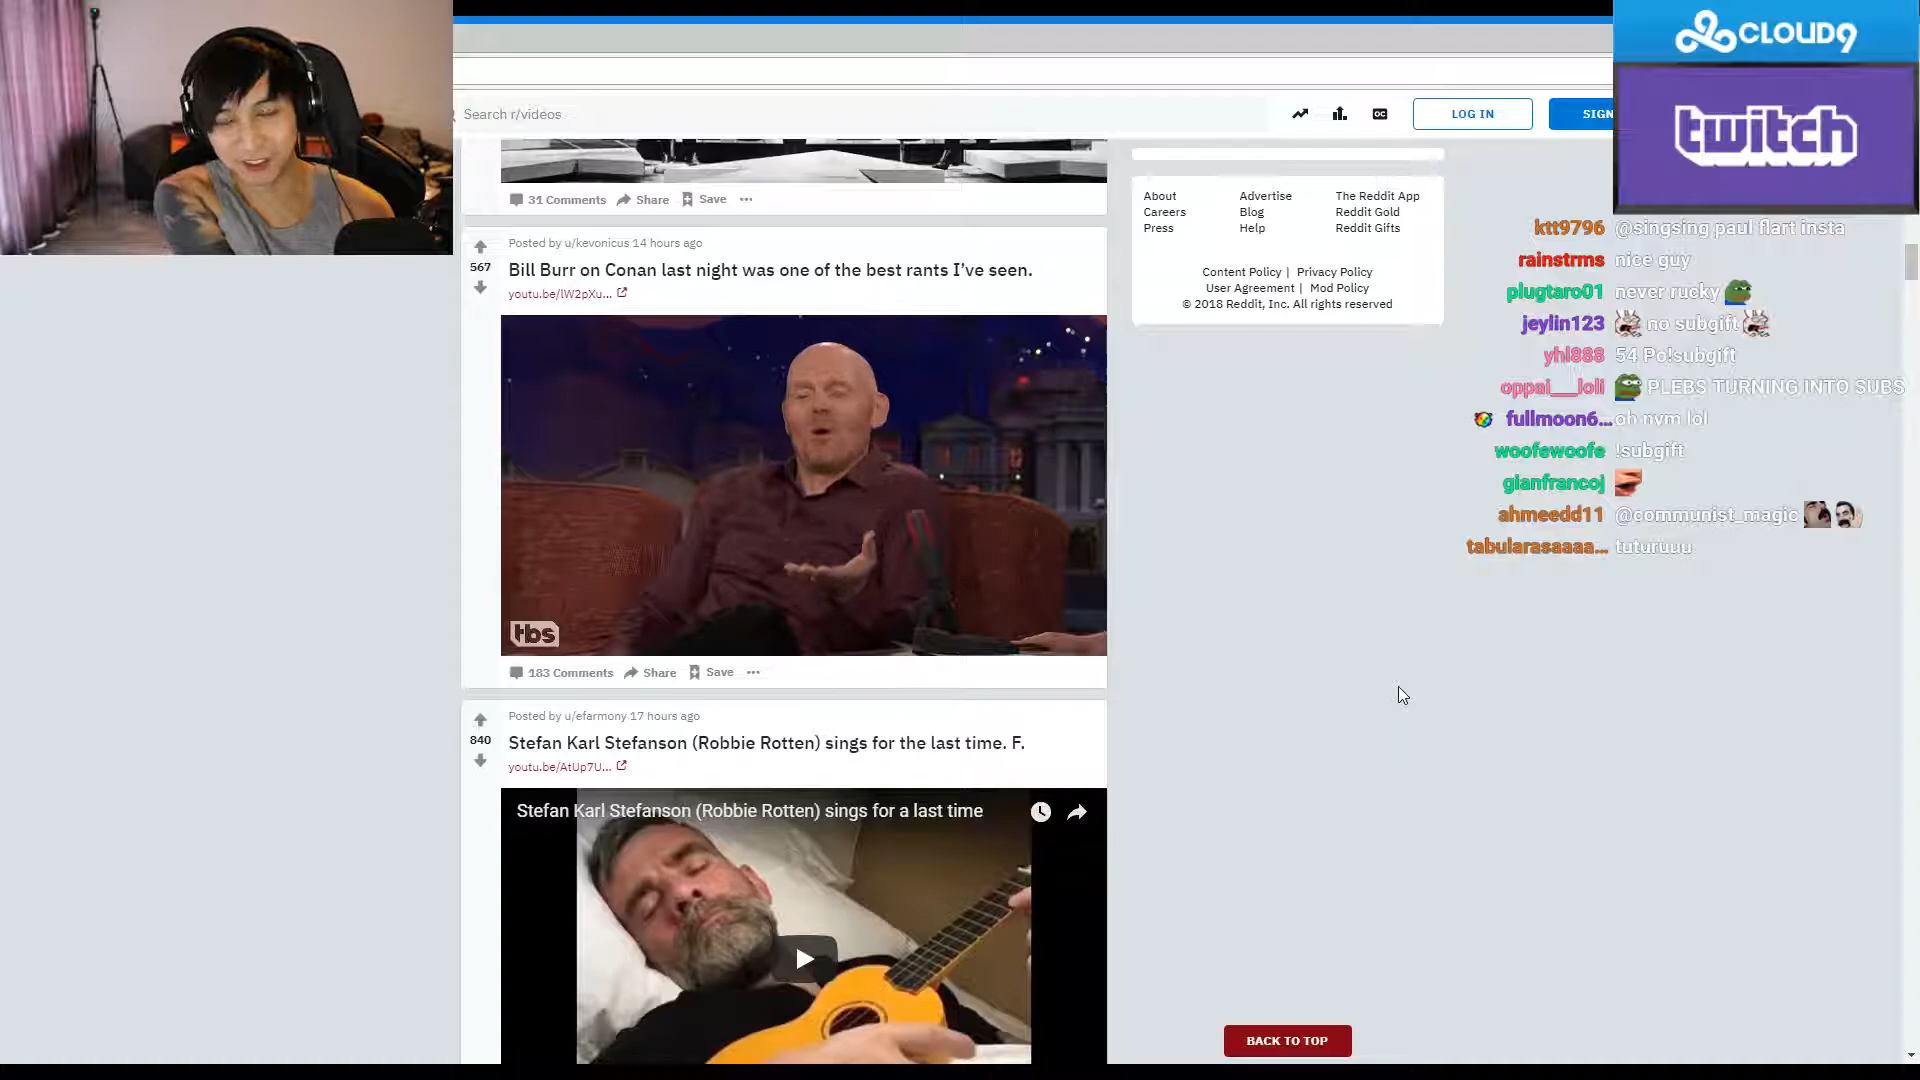 CLOUD9
twitch
Search r/videos
LOG IN
SIGN
31 Comments Share Save
About Advertise The Reddit App
Careers Blog Reddit Gold
Press Help Reddit Gifts
Content Policy | Privacy Policy
User Agreement | Mod Policy
© 2018 Reddit, Inc. All rights reserved
Posted by u/kevonicus 14 hours ago
567
Bill Burr on Conan last night was one of the best rants I've seen.
youtu.be/lW2pXu...
tbs
183 Comments Share Save
Posted by u/efarmony 17 hours ago
840
Stefan Karl Stefanson (Robbie Rotten) sings for the last time. F.
youtu.be/AtUp7U...
Stefan Karl Stefanson (Robbie Rotten) sings for a last time
BACK TO TOP
ktt9796 @singsing paul flart insta
rainstrms nice guy
plugtaro01 never rucky
jeylin123 no subgift
yhl888 54 Po!subgift
oppai___loli PLEBS TURNING INTO SUBS
fullmoon6... ah nvm lol
woofewoofe !subgift
gianfrancoj
ahmeedd11 @communist_magic
tabularasaaaa... tuturuuu